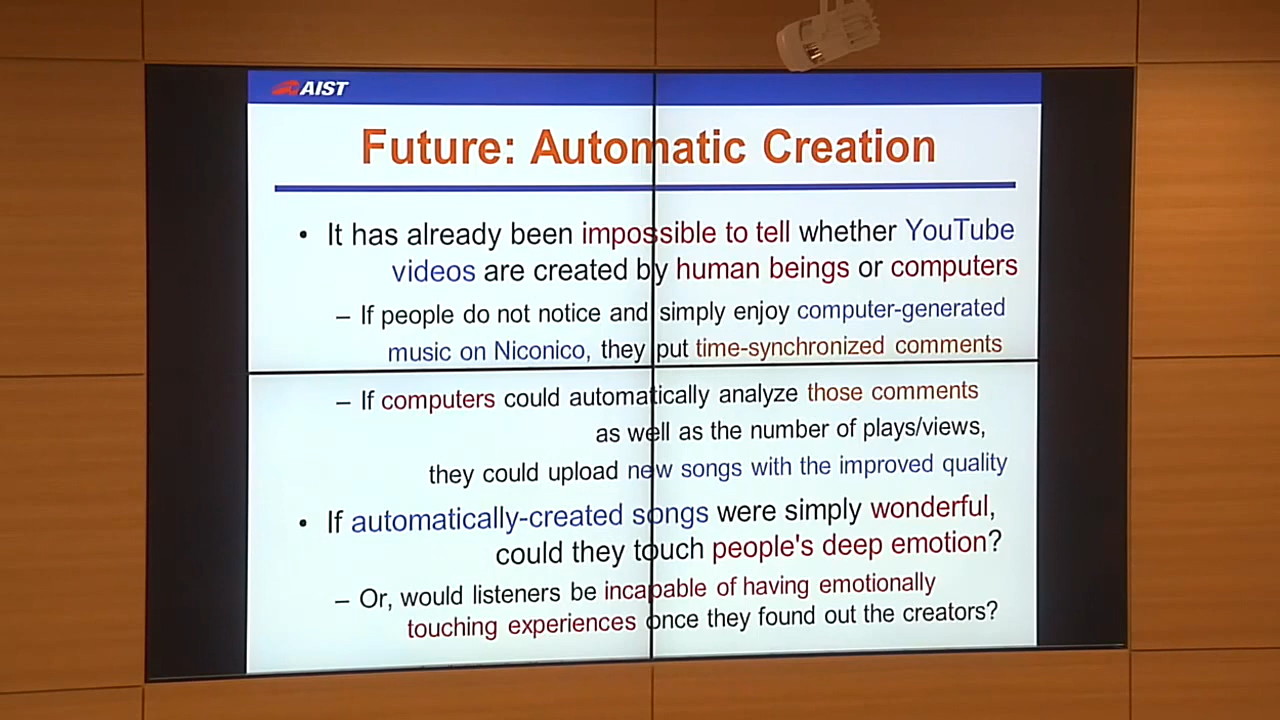 AIST
Future: Automatic Creation
• It has already been impossible to tell whether YouTube
videos are created by human beings or computers
– If people do not notice and simply enjoy computer-generated
music on Niconico, they put time-synchronized comments
– If computers could automatically analyze those comments
as well as the number of plays/views,
they could upload new songs with the improved quality
• If automatically-created songs were simply wonderful,
could they touch people's deep emotion?
– Or, would listeners be incapable of having emotionally
touching experiences once they found out the creators?